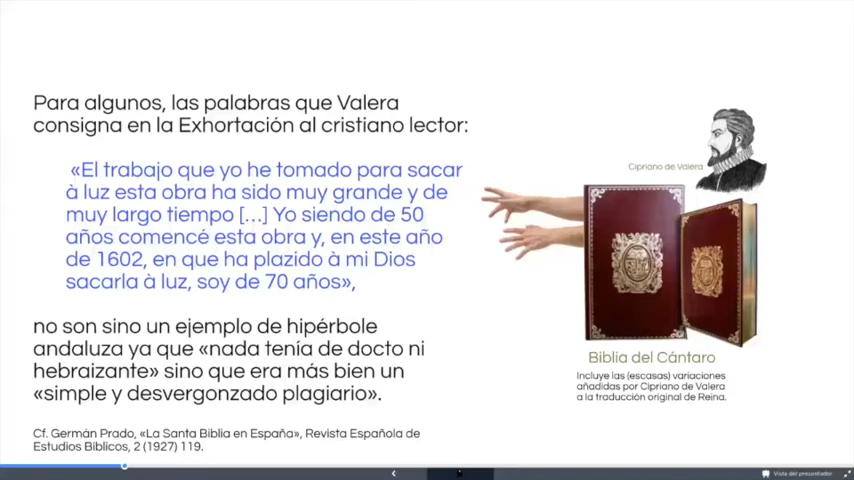 Para algunos, las palabras que Valera
consigna en la Exhortación al cristiano lector:
«El trabajo que yo he tomado para sacar
à luz esta obra ha sido muy grande y de
muy largo tiempo [...] Yo siendo de 50
años comencé esta obra y, en este año
de 1602, en que ha plazido à mi Dios
sacarla à luz, soy de 70 años»,
no son sino un ejemplo de hipérbole
andaluza ya que «nada tenía de docto ni
hebraizante» sino que era más bien un
«simple y desvergonzado plagiario».
Cf. Germán Prado, «La Santa Biblia en España», Revista Española de
Estudios Bíblicos, 2 (1927) 119.
Cipriano de Valera
Biblia del Cántaro
Incluye las (escasas) variaciones
añadidas por Cipriano de Valera
a la traducción original de Reina.
Vista del presentador